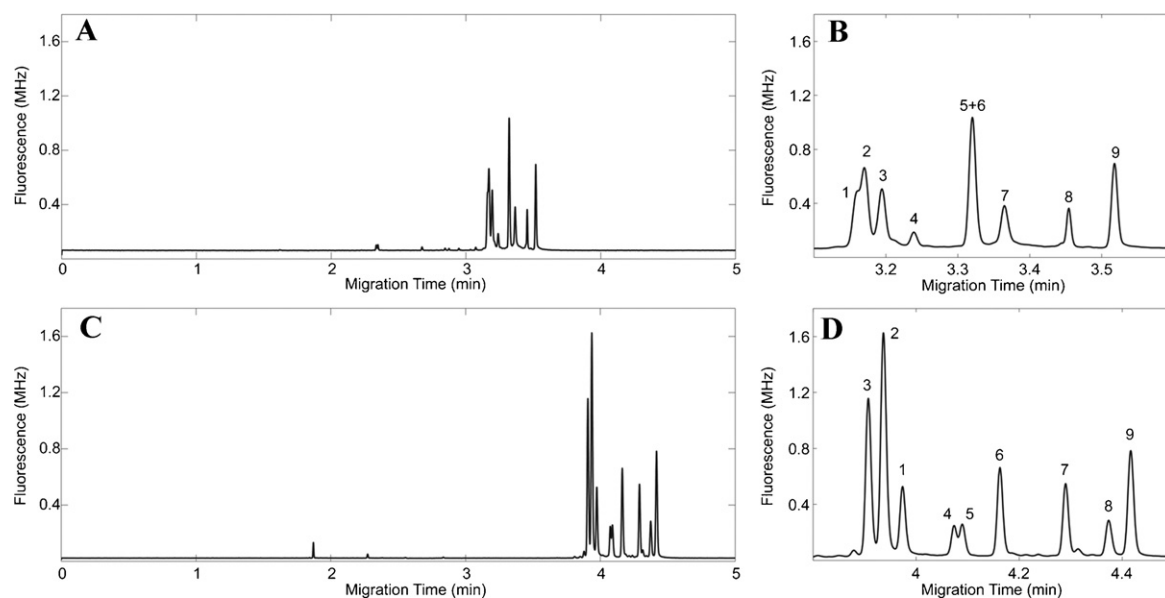 A
Fluorescence (MHz)
1.6
1.2
0.8
0.4
0 1 2 3 4 5
Migration Time (min)
B
Fluorescence (MHz)
1.6
1.2
0.8
0.4
1 2 3 4 5+6 7 8 9
3.2 3.3 3.4 3.5
Migration Time (min)
C
Fluorescence (MHz)
1.6
1.2
0.8
0.4
0 1 2 3 4 5
Migration Time (min)
D
Fluorescence (MHz)
1.6
1.2
0.8
0.4
3 2 1 4 5 6 7 8 9
4 4.2 4.4
Migration Time (min)